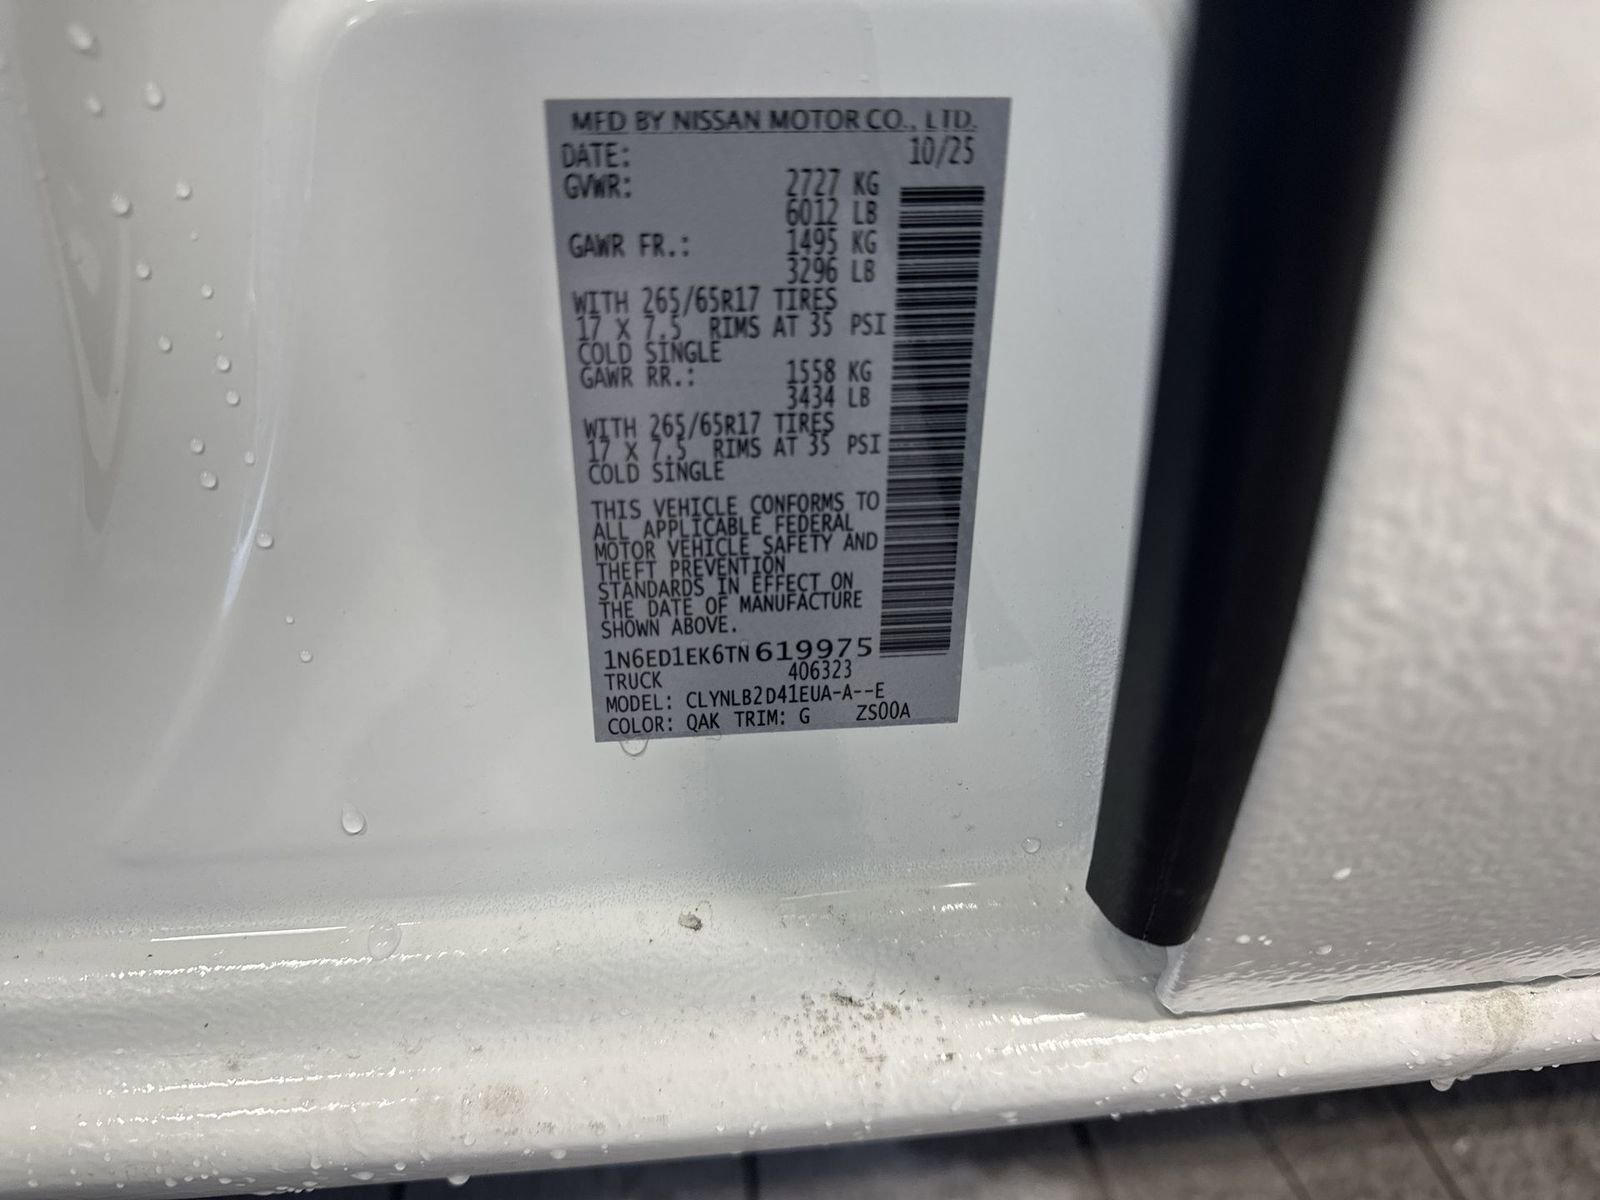 MFD BY NISSAN MOTOR CO., LTD.
DATE: 10/25
GVWR: 2727 KG
6012 LB
GAWR FR.: 1495 KG
3296 LB
WITH 265/65R17 TIRES
17 X 7.5 RIMS AT 35 PSI
COLD SINGLE
GAWR RR.: 1558 KG
3434 LB
WITH 265/65R17 TIRES
17 X 7.5 RIMS AT 35 PSI
COLD SINGLE
THIS VEHICLE CONFORMS TO
ALL APPLICABLE FEDERAL
MOTOR VEHICLE SAFETY AND
THEFT PREVENTION
STANDARDS IN EFFECT ON
THE DATE OF MANUFACTURE
SHOWN ABOVE.
1N6ED1EK6TN619975
TRUCK 406323
MODEL: CLYNLB2D41EUA-A--E
COLOR: QAK TRIM: G ZS00A